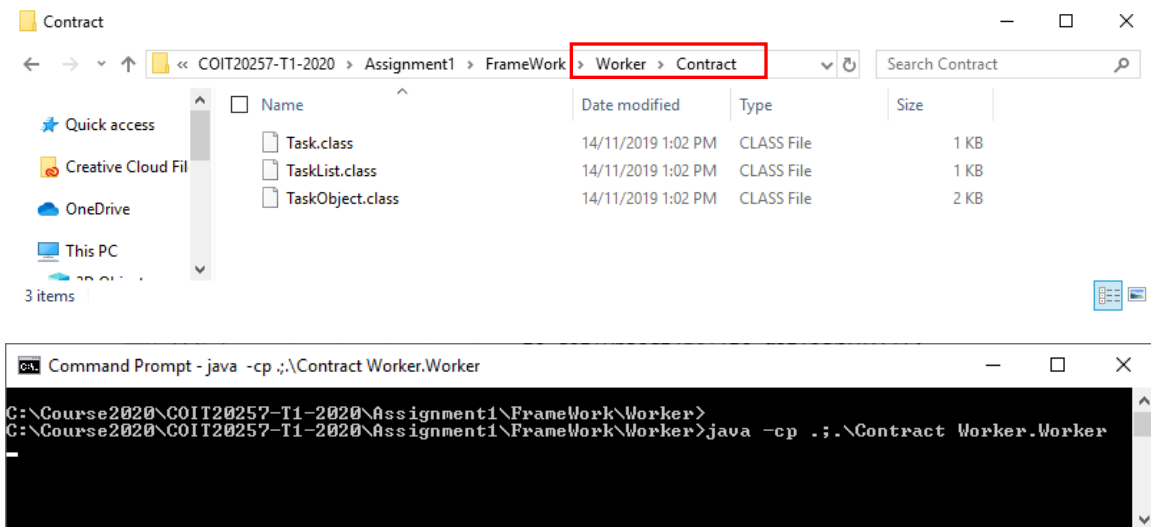 Contract
« COIT20257-T1-2020 > Assignment1 > FrameWork > Worker > Contract
Search Contract
Name Date modified Type Size
Quick access
Creative Cloud Fil
OneDrive
This PC
Task.class 14/11/2019 1:02 PM CLASS File 1 KB
TaskList.class 14/11/2019 1:02 PM CLASS File 1 KB
TaskObject.class 14/11/2019 1:02 PM CLASS File 2 KB
3 items
Command Prompt - java -cp .;.\Contract Worker.Worker
C:\Course2020\COIT20257-T1-2020\Assignment1\FrameWork\Worker>
C:\Course2020\COIT20257-T1-2020\Assignment1\FrameWork\Worker>java -cp .;.\Contract Worker.Worker